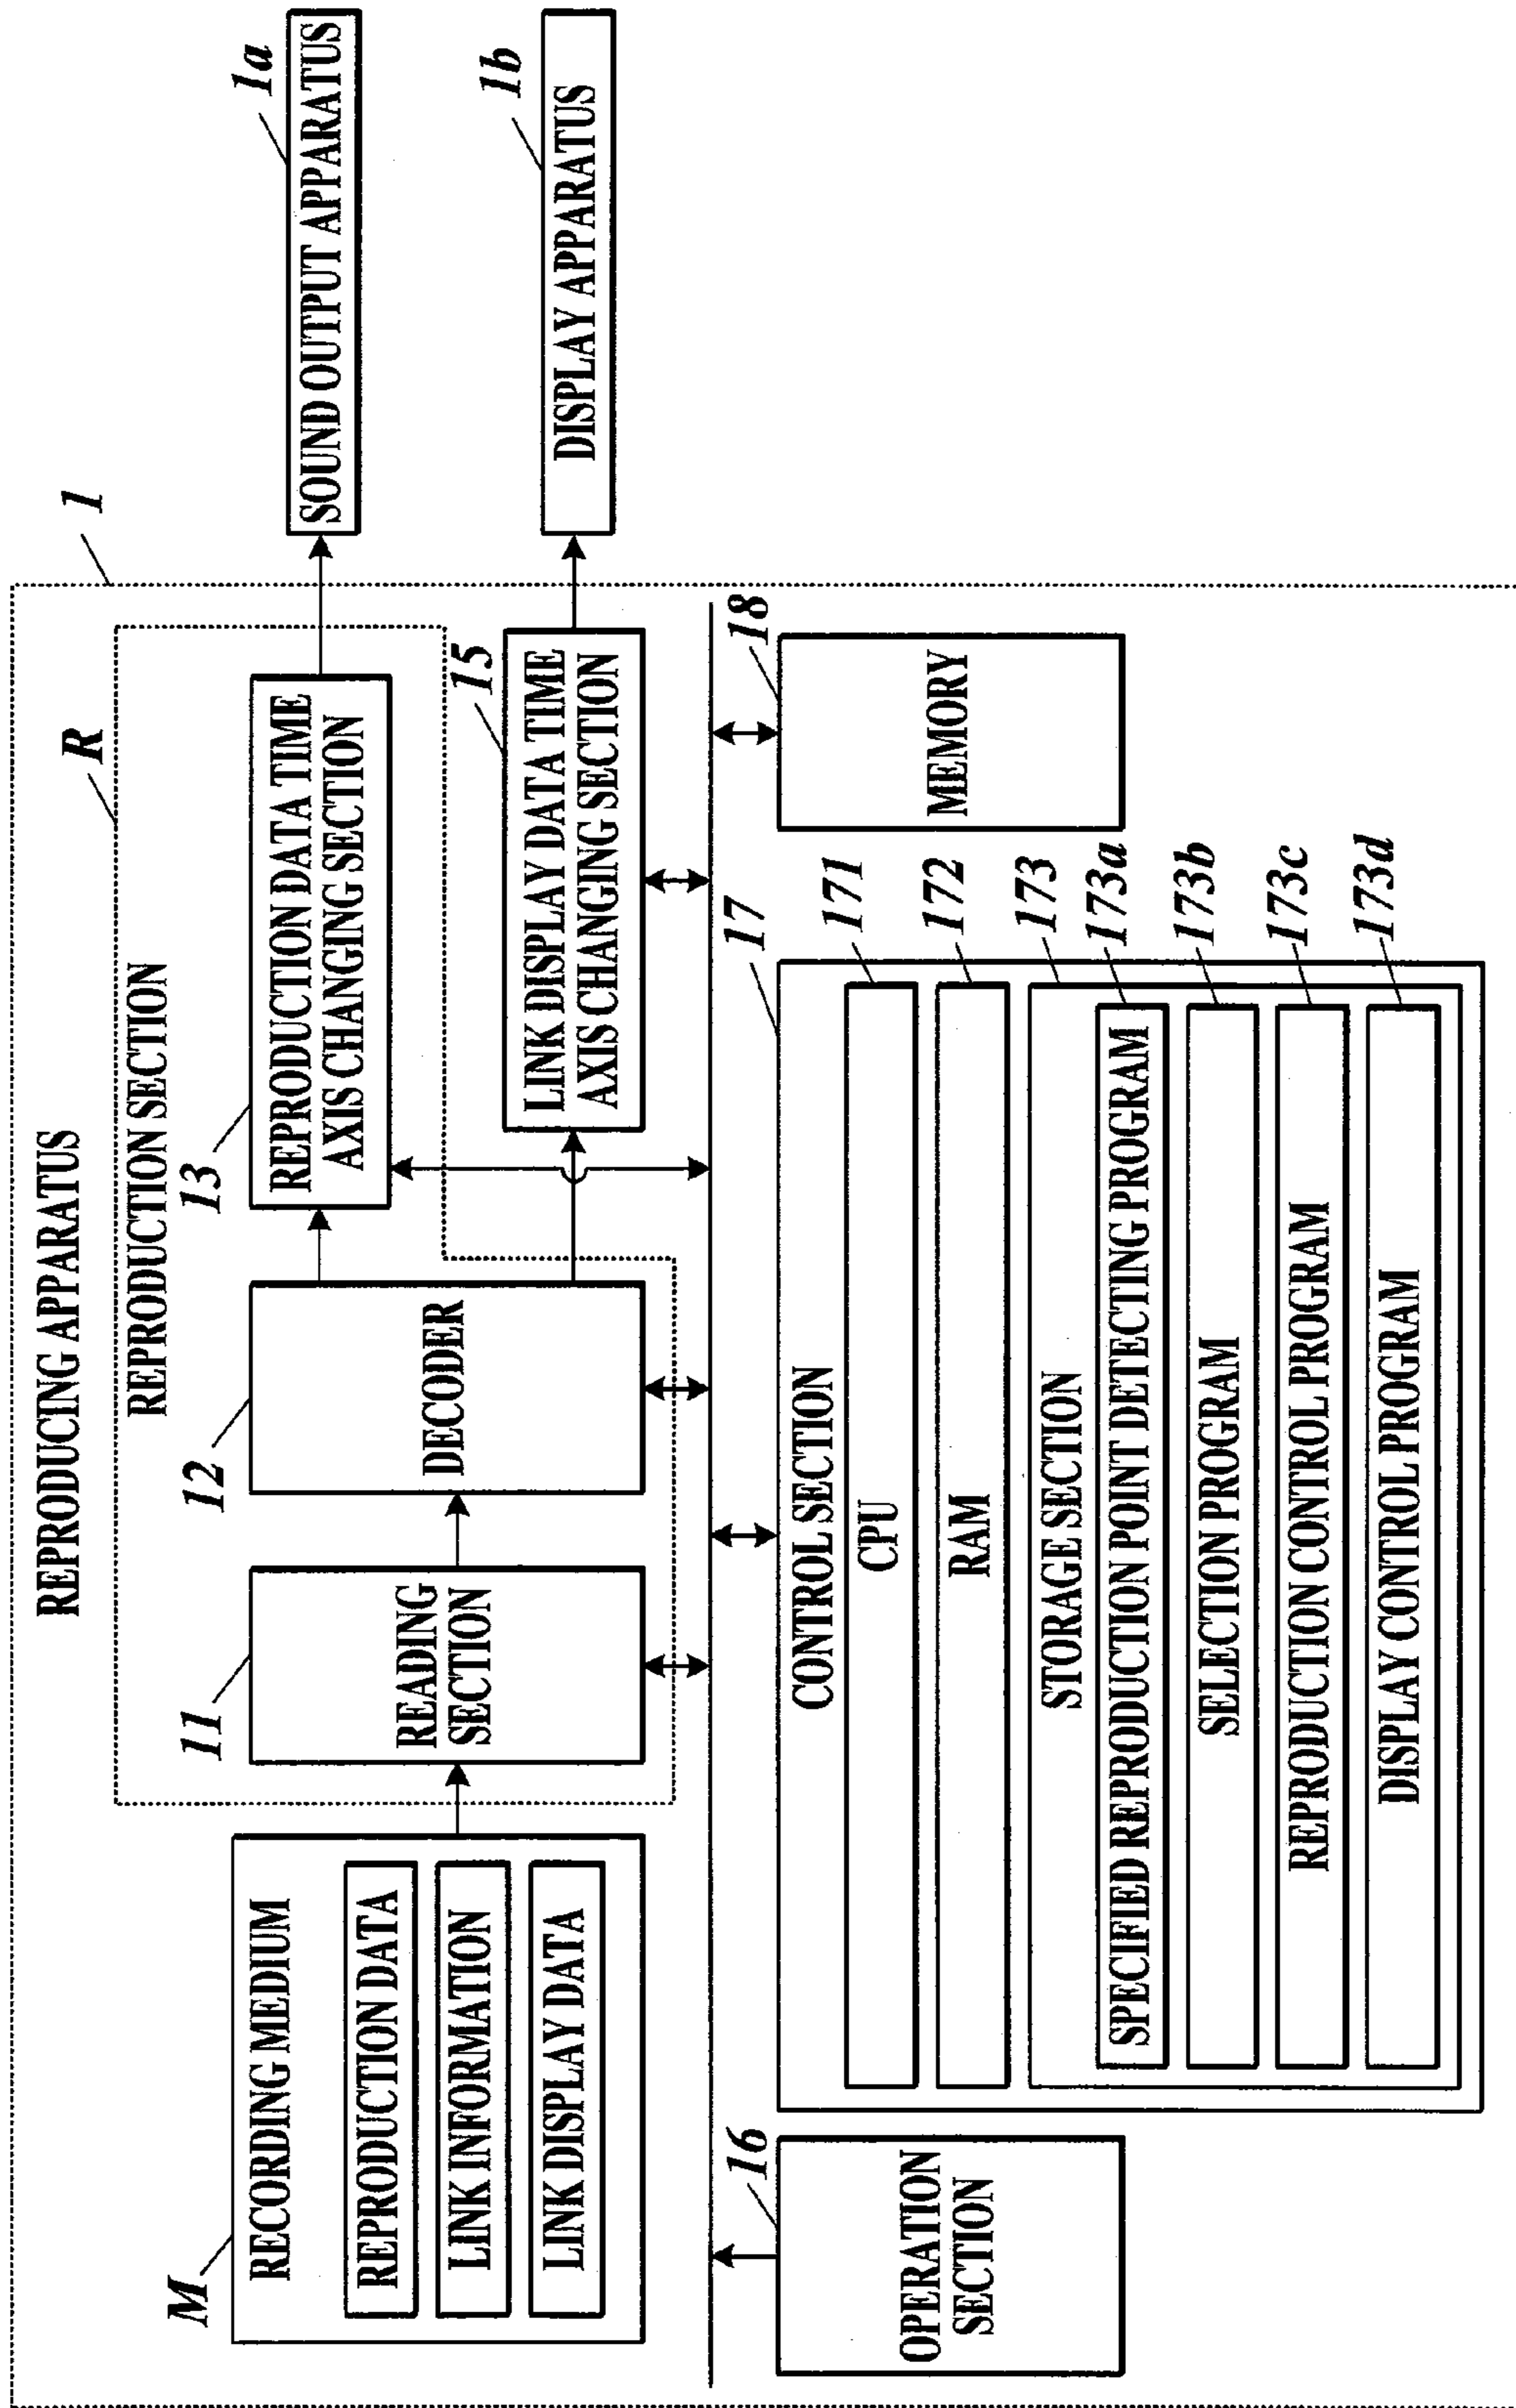 REPRODUCING APPARATUS
1
REPRODUCTION SECTION
R
M
RECORDING MEDIUM
REPRODUCTION DATA
LINK INFORMATION
LINK DISPLAY DATA
11
READING
SECTION
12
DECODER
13
REPRODUCTION DATA TIME
AXIS CHANGING SECTION
15
LINK DISPLAY DATA TIME
AXIS CHANGING SECTION
1a
SOUND OUTPUT APPARATUS
1b
DISPLAY APPARATUS
16
OPERATION
SECTION
17
CONTROL SECTION
171
CPU
172
RAM
173
STORAGE SECTION
173a
SPECIFIED REPRODUCTION POINT DETECTING PROGRAM
173b
SELECTION PROGRAM
173c
REPRODUCTION CONTROL PROGRAM
173d
DISPLAY CONTROL PROGRAM
18
MEMORY